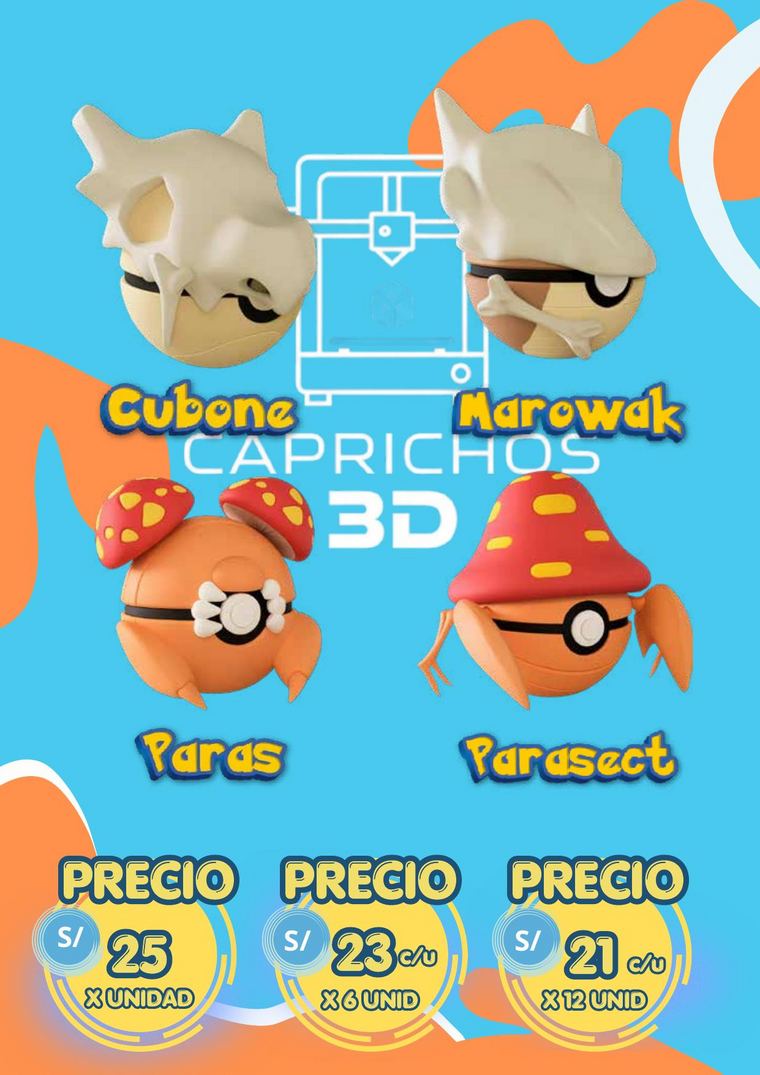 Cubone
Marowak
CAPRICHOS
3D
Paras
Parasect
PRECIO
S/ 25
X UNIDAD
PRECIO
S/ 23 c/u
X 6 UNID
PRECIO
S/ 21 c/u
X 12 UNID